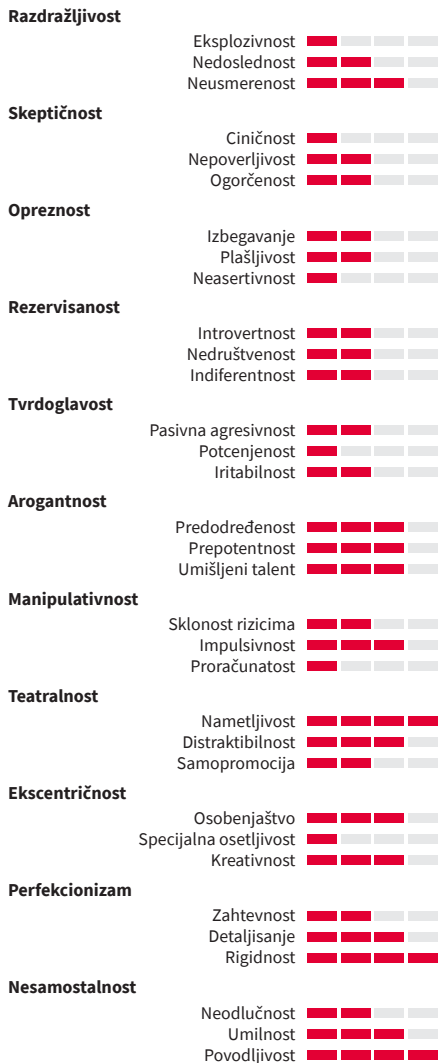 Razdražljivost
Eksplozivnost
Nedoslednost
Neusmerenost
Skeptičnost
Ciničnost
Nepoverljivost
Ogorčenost
Opreznost
Izbegavanje
Plašljivost
Neasertivnost
Rezervisanost
Introvertnost
Nedruštvenost
Indiferentnost
Tvrdoglavost
Pasivna agresivnost
Potcenjenost
Iritabilnost
Arogantnost
Predodređenost
Prepotentnost
Umišljeni talent
Manipulativnost
Sklonost rizicima
Impulsivnost
Proračunatost
Teatralnost
Nametljivost
Distraktibilnost
Samopromocija
Ekscentričnost
Osobenjaštvo
Specijalna osetljivost
Kreativnost
Perfekcionizam
Zahtevnost
Detaljisanje
Rigidnost
Nesamostalnost
Neodlučnost
Umilnost
Povodljivost